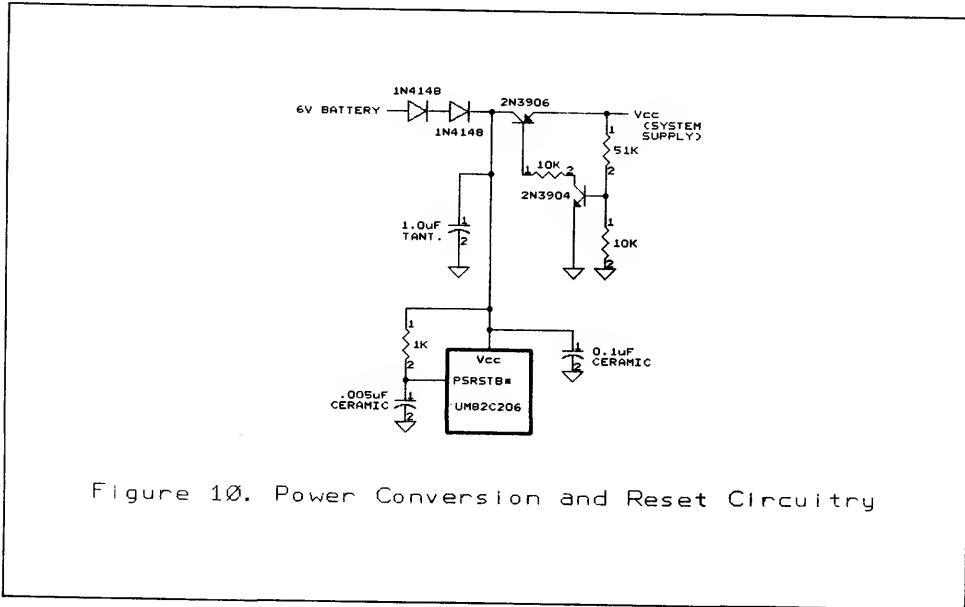 1N4148
2N3906
6V BATTERY
1N4148
Vcc
(SYSTEM
SUPPLY)
1
51K
2
10K
1
2
2N3904
1.0uF
TANT.
1
2
1
10K
2
1
1K
2
Vcc
0.1uF
CERAMIC
1
2
PSRSTB*
.005uF
CERAMIC
1
2
UM82C206
Figure 10. Power Conversion and Reset Circuitry